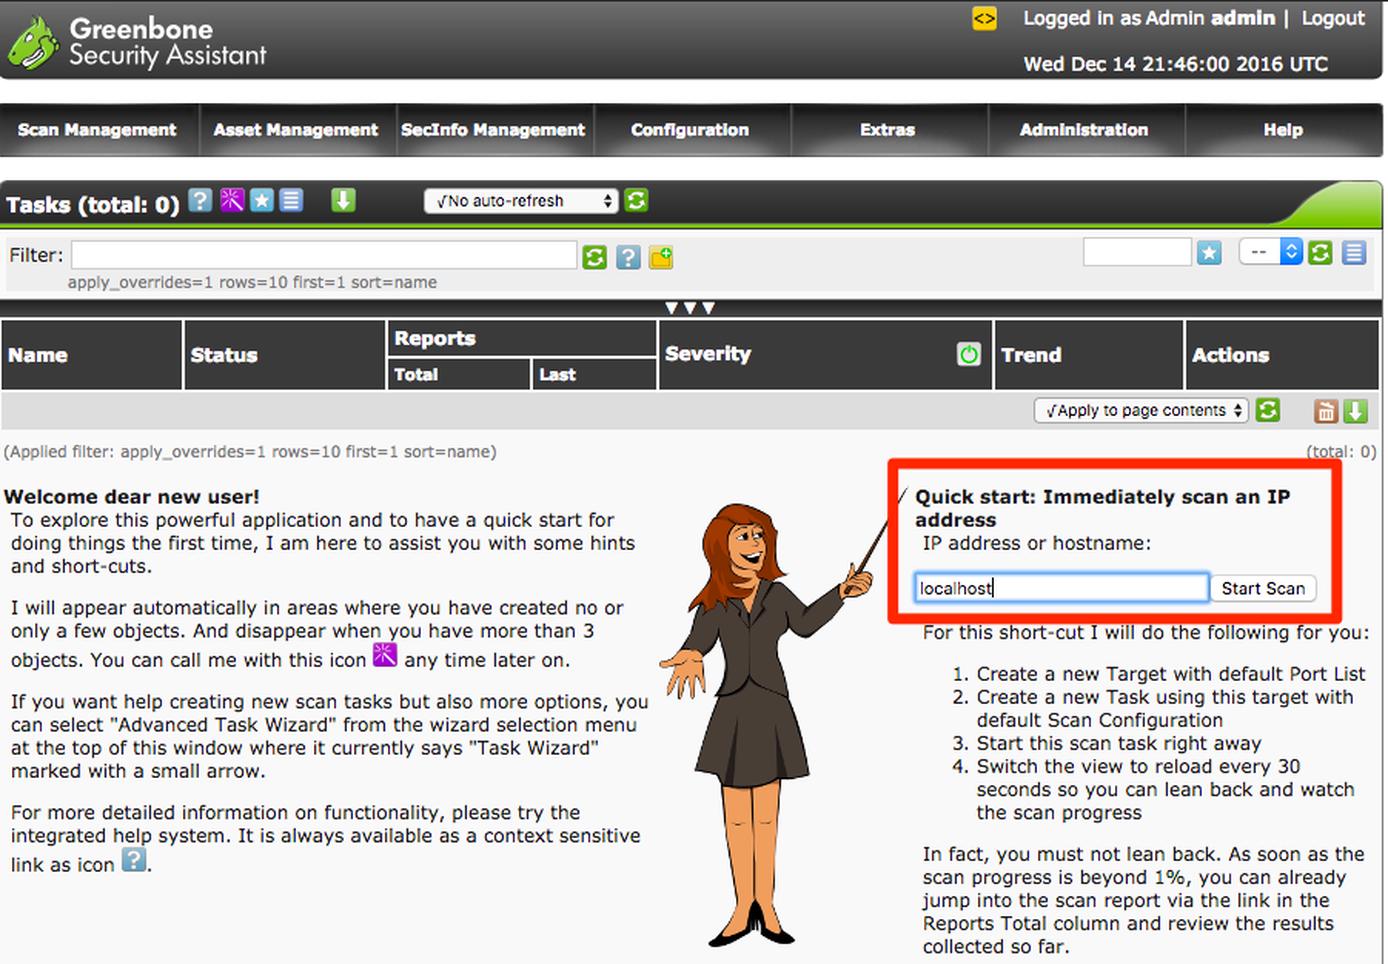 Greenbone
Security Assistant
<> Logged in as Admin admin | Logout
Wed Dec 14 21:46:00 2016 UTC
Scan Management Asset Management SecInfo Management Configuration Extras Administration Help
Tasks (total: 0) ? √No auto-refresh
Filter: ? --
apply_overrides=1 rows=10 first=1 sort=name
Name Status Reports Severity Trend Actions
Total Last
√Apply to page contents
(Applied filter: apply_overrides=1 rows=10 first=1 sort=name) (total: 0)
Welcome dear new user!
To explore this powerful application and to have a quick start for
doing things the first time, I am here to assist you with some hints
and short-cuts.
I will appear automatically in areas where you have created no or
only a few objects. And disappear when you have more than 3
objects. You can call me with this icon any time later on.
If you want help creating new scan tasks but also more options, you
can select "Advanced Task Wizard" from the wizard selection menu
at the top of this window where it currently says "Task Wizard"
marked with a small arrow.
For more detailed information on functionality, please try the
integrated help system. It is always available as a context sensitive
link as icon ?.
Quick start: Immediately scan an IP
address
IP address or hostname:
localhost Start Scan
For this short-cut I will do the following for you:
1. Create a new Target with default Port List
2. Create a new Task using this target with
default Scan Configuration
3. Start this scan task right away
4. Switch the view to reload every 30
seconds so you can lean back and watch
the scan progress
In fact, you must not lean back. As soon as the
scan progress is beyond 1%, you can already
jump into the scan report via the link in the
Reports Total column and review the results
collected so far.